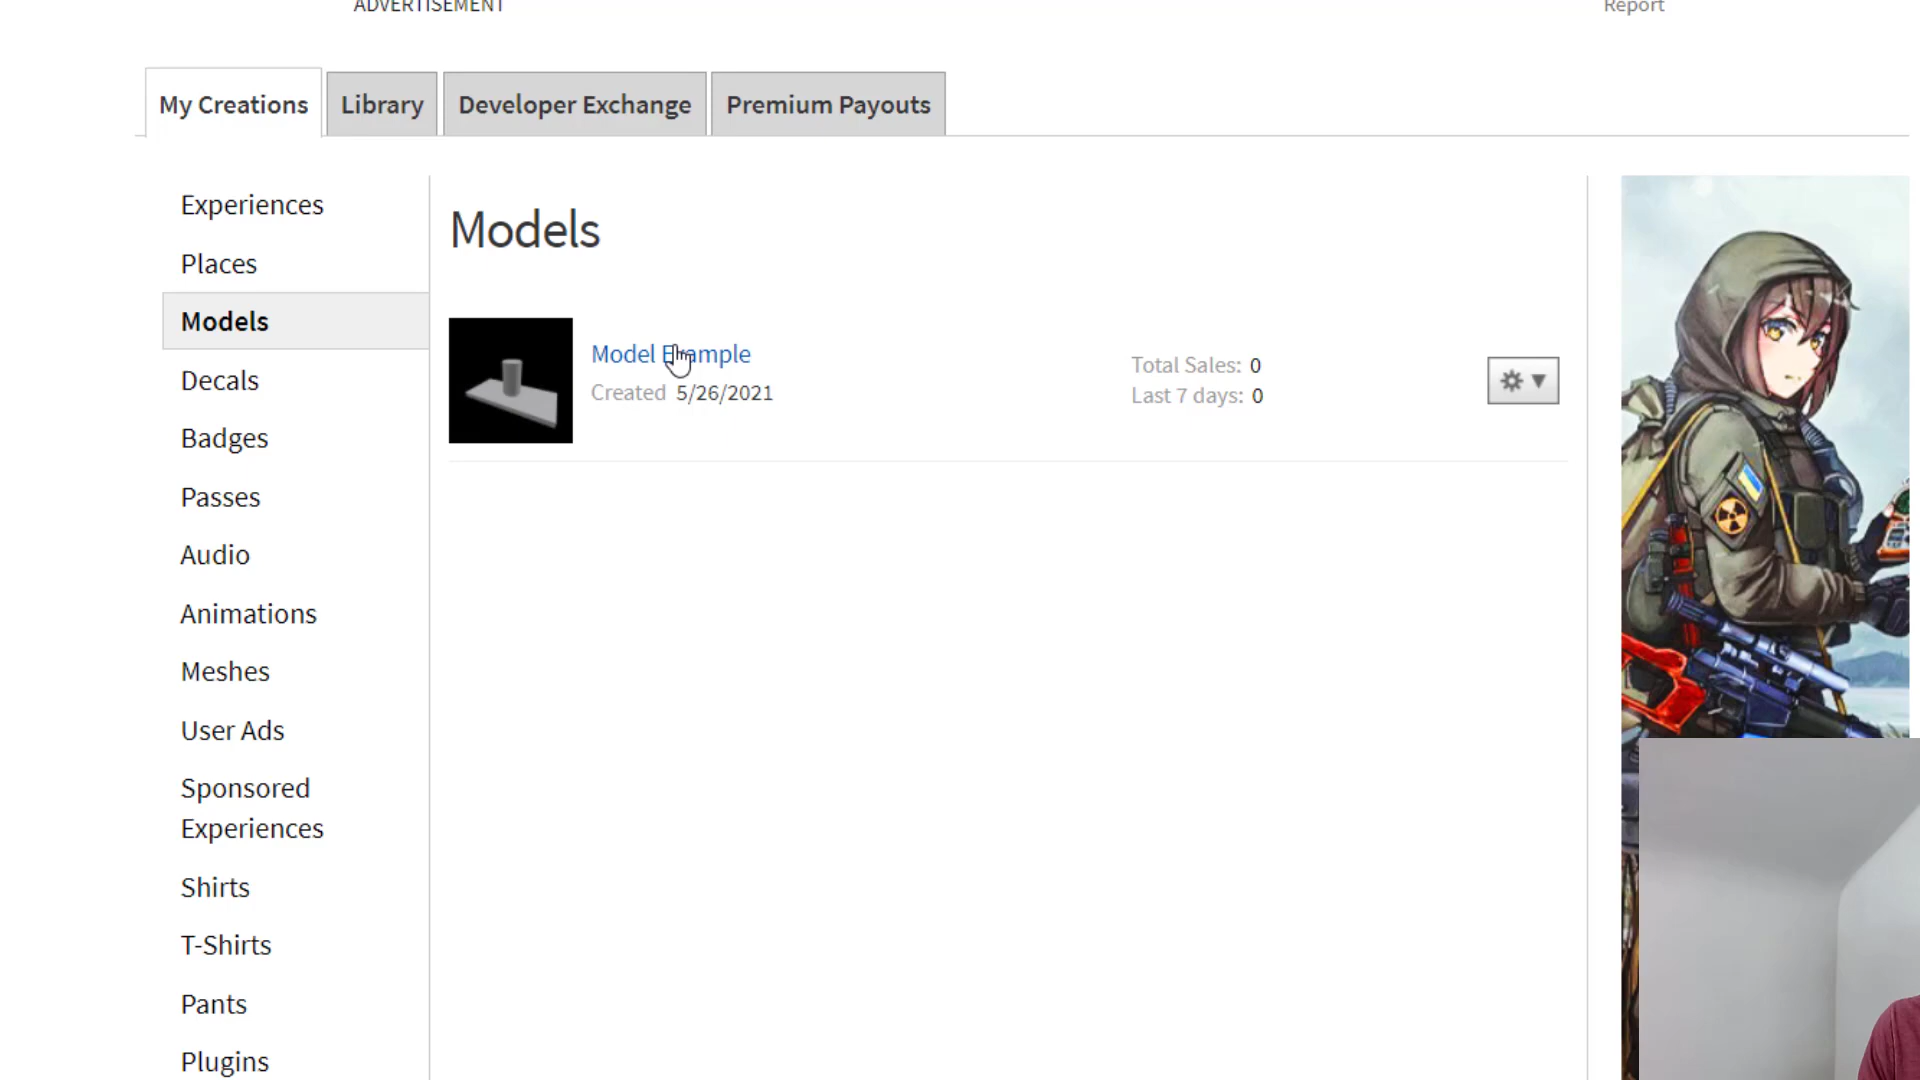 ADVERTISEMENT
Report
My Creations
Library
Developer Exchange
Premium Payouts
Experiences
Places
Models
Decals
Badges
Passes
Audio
Animations
Meshes
User Ads
Sponsored
Experiences
Shirts
T-Shirts
Pants
Plugins
Models
Model Example
Created 5/26/2021
Total Sales: 0
Last 7 days: 0